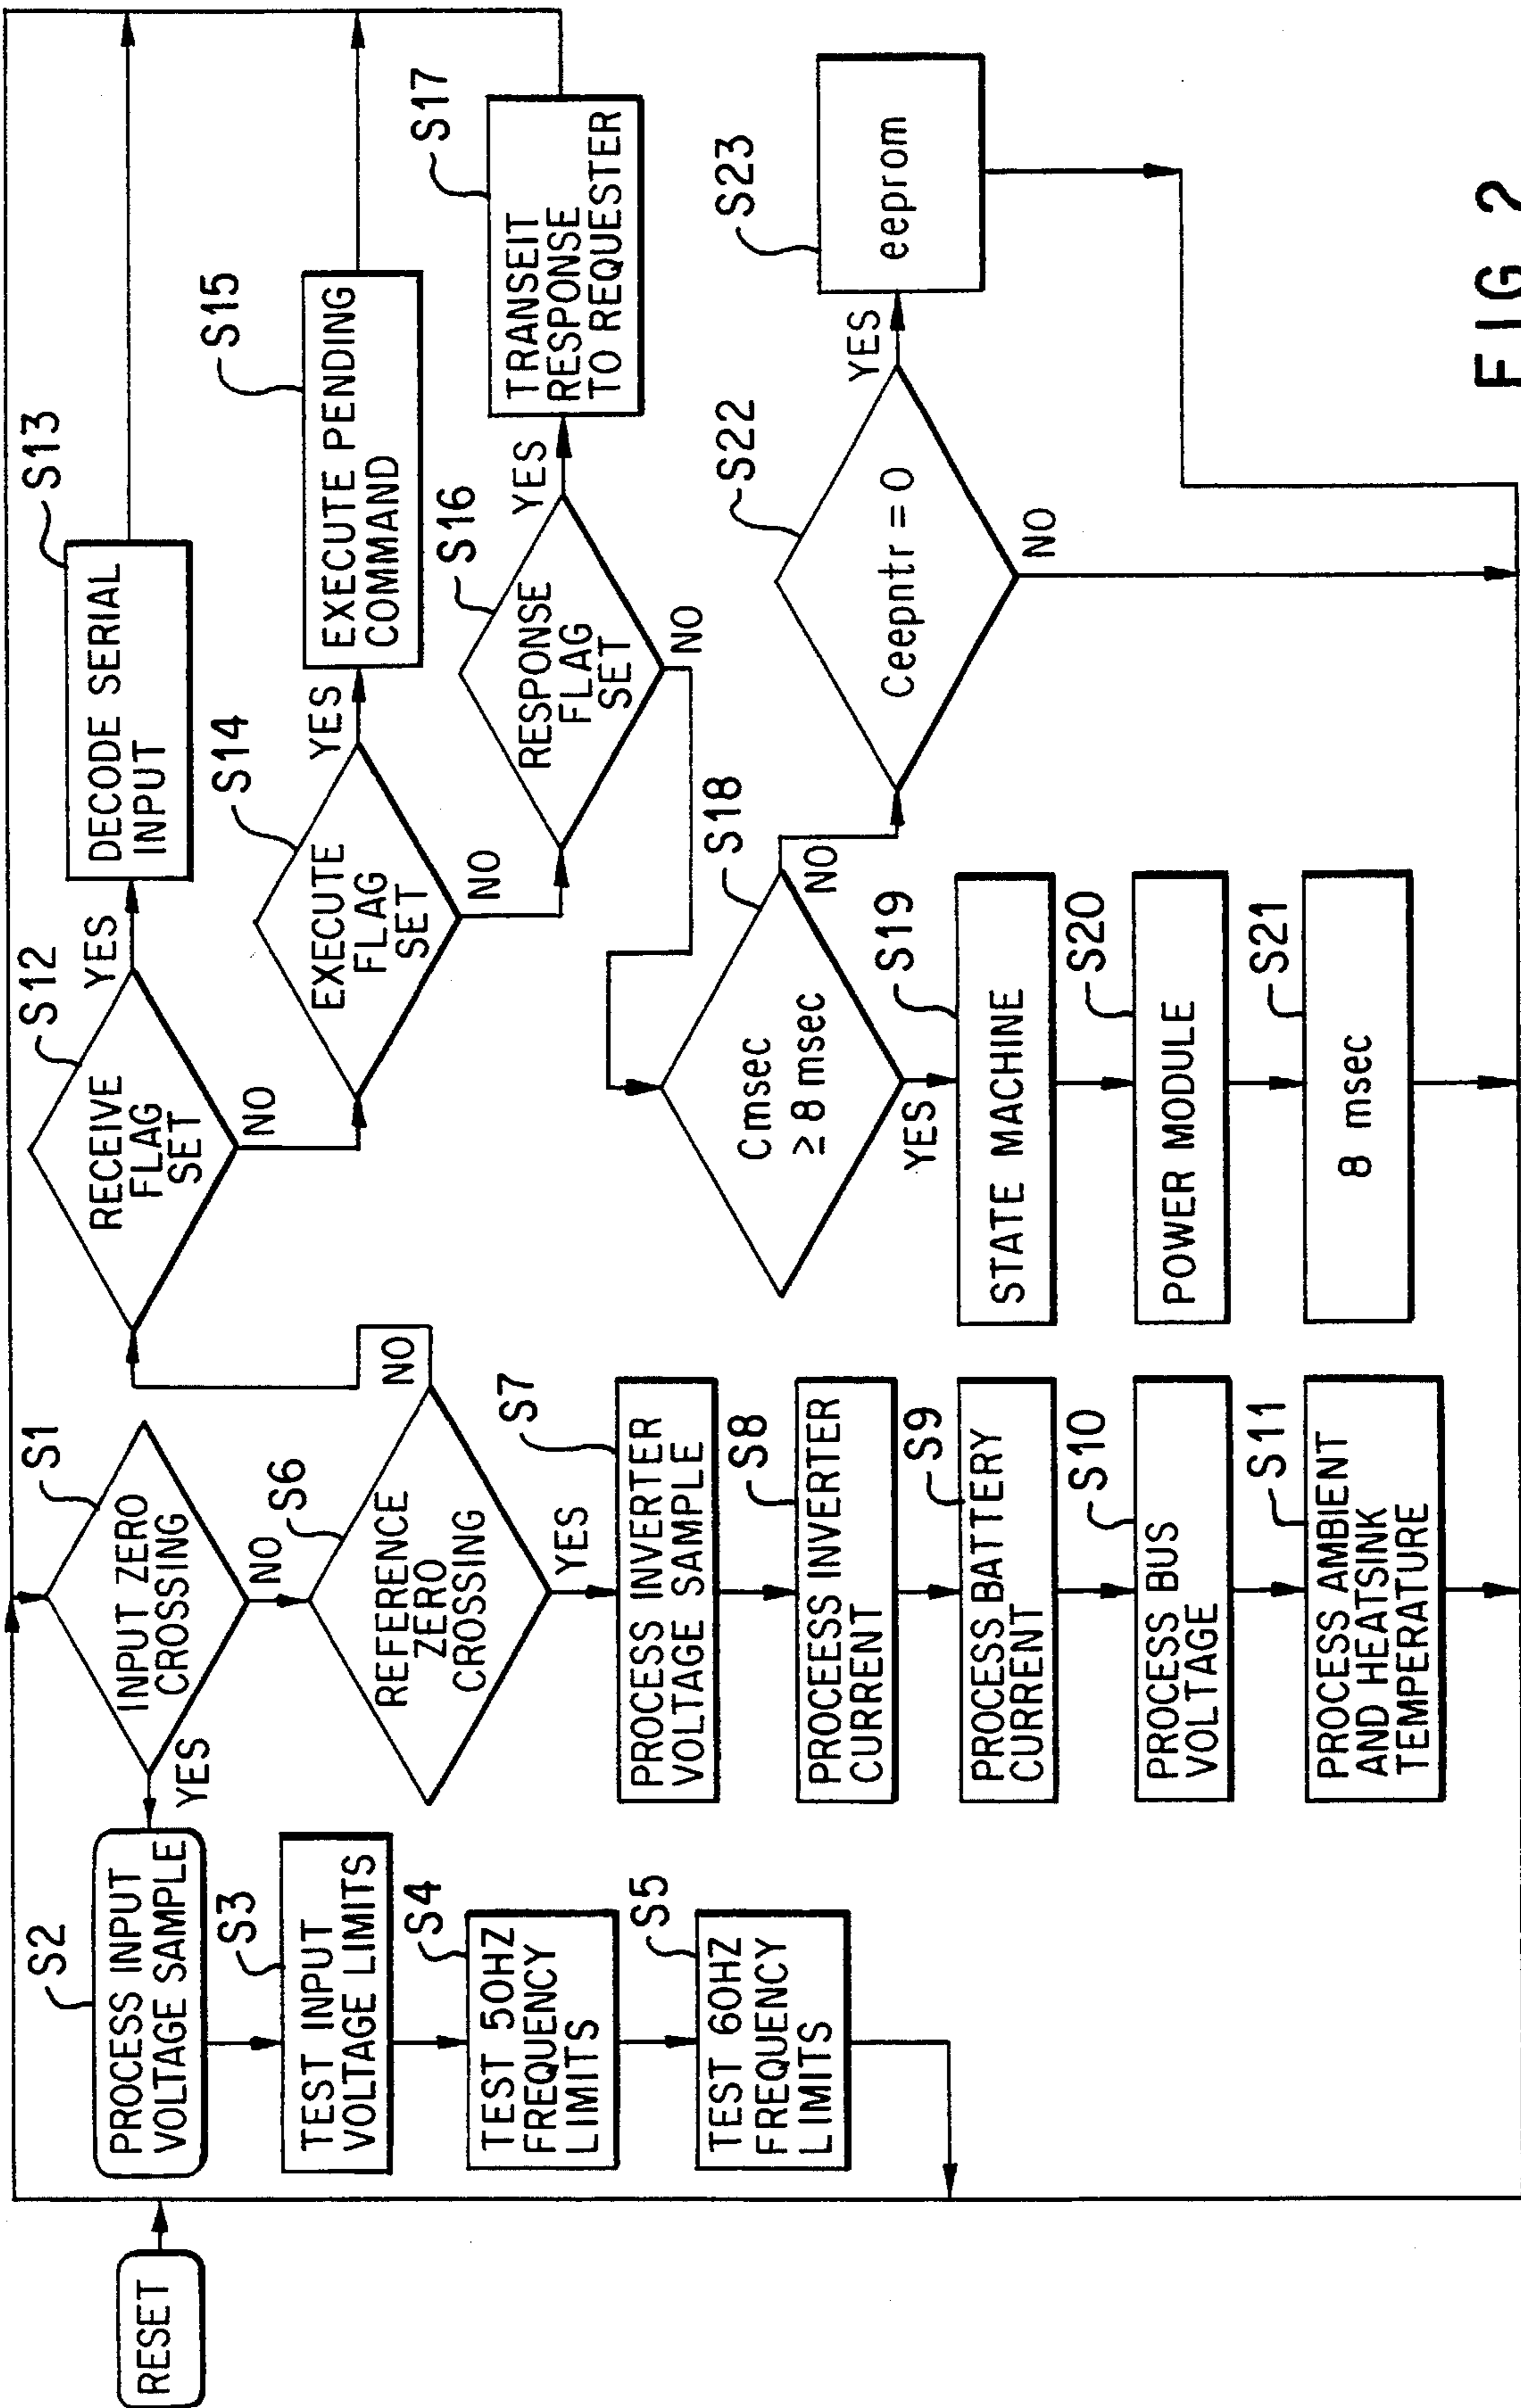 RESET
S2
PROCESS INPUT
VOLTAGE SAMPLE
S3
TEST INPUT
VOLTAGE LIMITS
S4
TEST 50HZ
FREQUENCY
LIMITS
S5
TEST 60HZ
FREQUENCY
LIMITS
S1
INPUT ZERO
CROSSING
YES
NO
S6
REFERENCE
ZERO
CROSSING
NO
YES
S7
PROCESS INVERTER
VOLTAGE SAMPLE
S8
PROCEESS INVERTER
CURRENT
S9
PROCESS BATTERY
CURRENT
S10
PROCESS BUS
VOLTAGE
S11
PROCESS AMBIENT
AND HEATSINK
TEMPERATURE
S12
RECEIVE
FLAG
SET
YES
NO
S13
DECODE SERIAL
INPUT
S14
EXECUTE
FLAG
SET
YES
NO
S15
EXECUTE PENDING
COMMAND
S16
RESPONSE
FLAG
SET
YES
NO
S17
TRANSEIT
RESPONSE
TO REQUESTER
S18
Cmsec
≥ 8 msec
NO
YES
S19
STATE MACHINE
S20
POWER MODULE
S21
8 msec
S22
Ceepntr = 0
YES
NO
S23
eeprom
FIG 2